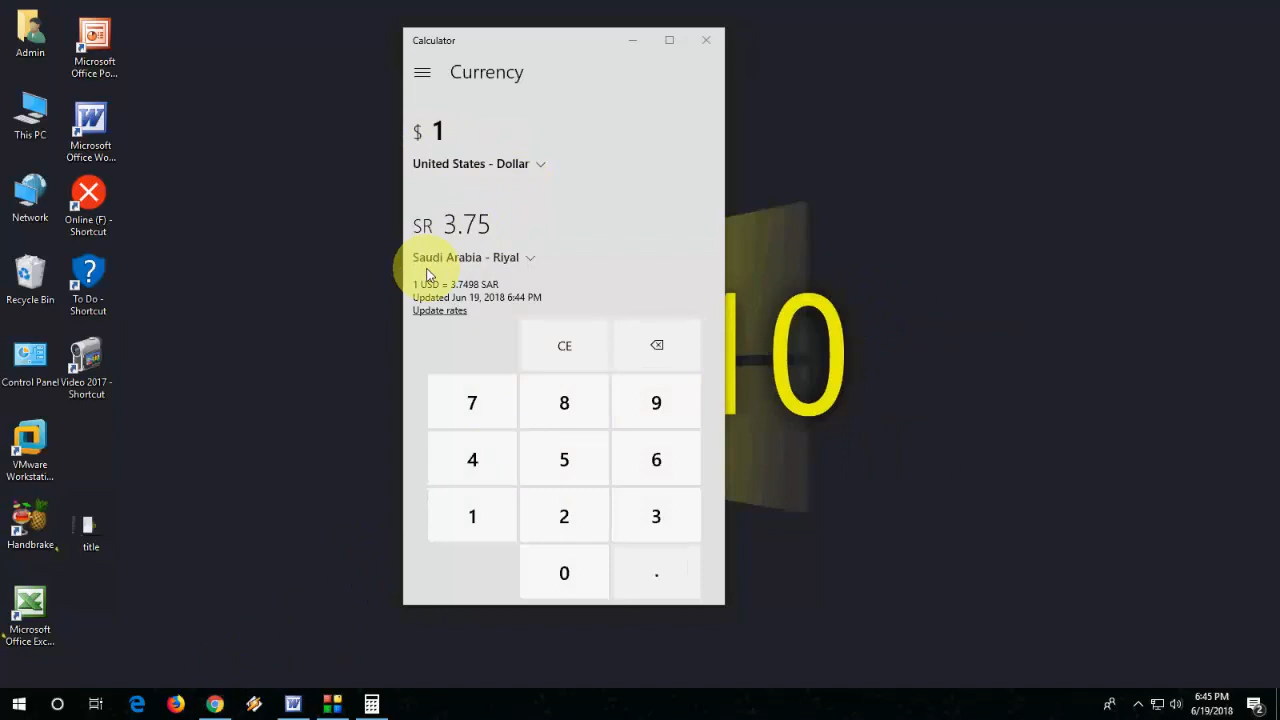 Admin
Microsoft
Office Po...
This PC
Microsoft
Office Wo...
Network
Online (F) -
Shortcut
Recycle Bin
To Do -
Shortcut
Control Panel
Video 2017 -
Shortcut
VMware
Workstati...
Handbrake
title
Microsoft
Office Exc...
Calculator
Currency
$ 1
United States - Dollar
SR 3.75
Saudi Arabia - Riyal
1 USD = 3.7498 SAR
Updated Jun 19, 2018 6:44 PM
Update rates
CE
7 8 9
4 5 6
1 2 3
0 .
10
6:45 PM
6/19/2018
2